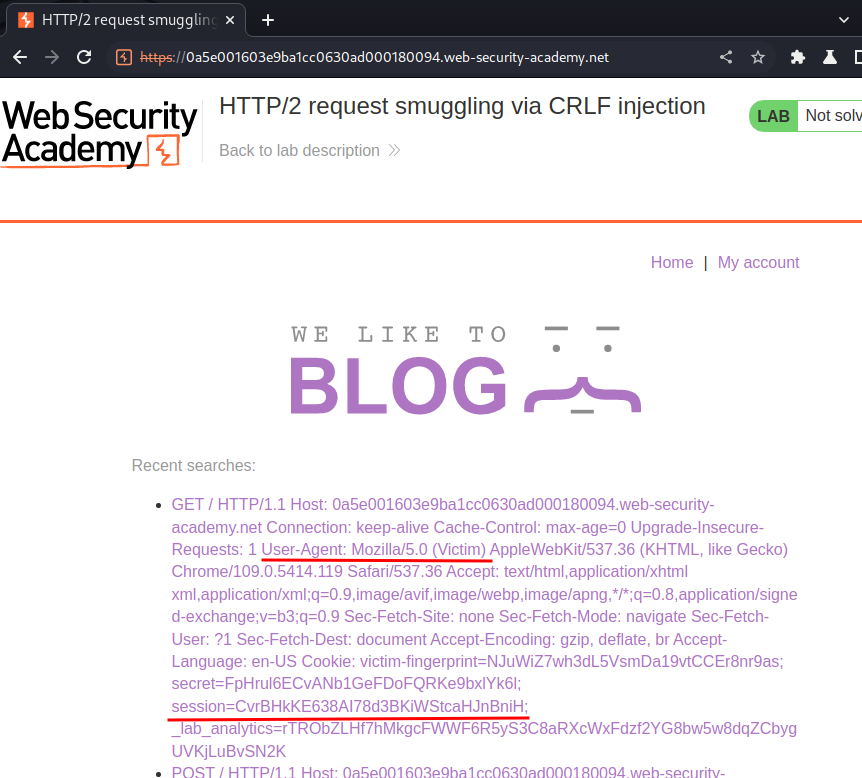 HTTP/2 request smuggling
https://0a5e001603e9ba1cc0630ad000180094.web-security-academy.net
Web Security
Academy
HTTP/2 request smuggling via CRLF injection
Back to lab description
LAB
Not solv
Home | My account
WE LIKE TO
BLOG
Recent searches:
GET / HTTP/1.1 Host: 0a5e001603e9ba1cc0630ad000180094.web-security-
academy.net Connection: keep-alive Cache-Control: max-age=0 Upgrade-Insecure-
Requests: 1 User-Agent: Mozilla/5.0 (Victim) AppleWebKit/537.36 (KHTML, like Gecko)
Chrome/109.0.5414.119 Safari/537.36 Accept: text/html,application/xhtml
xml,application/xml;q=0.9,image/avif,image/webp,image/apng,*/*;q=0.8,application/signe
d-exchange;v=b3;q=0.9 Sec-Fetch-Site: none Sec-Fetch-Mode: navigate Sec-Fetch-
User: ?1 Sec-Fetch-Dest: document Accept-Encoding: gzip, deflate, br Accept-
Language: en-US Cookie: victim-fingerprint=NJuWiZ7wh3dL5VsmDa19vtCCEr8nr9as;
secret=FpHrul6ECvANb1GeFDoFQRKe9bxlYk6l;
session=CvrBHkKE638AI78d3BKiWStcaHJnBniH;
_lab_analytics=rTRObZLHf7hMkgcFWWF6R5yS3C8aRXcWxFdzf2YG8bw5w8dqZCbyg
UVKjLuBvSN2K
POST / HTTP/1.1 Host: 0a5e001603e9ba1cc0630ad000180094.web-security-